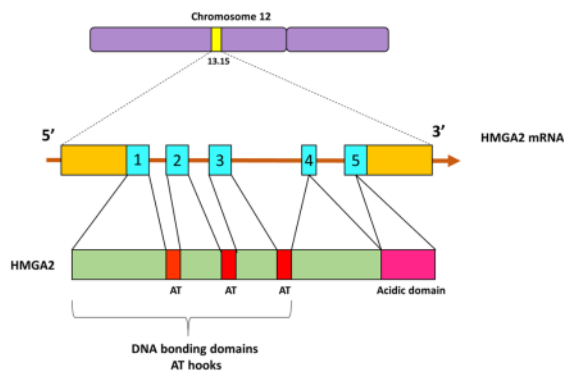 Chromosome 12
13.15
5’
3’
HMGA2 mRNA
1 2 3 4 5
HMGA2
AT AT AT Acidic domain
DNA bonding domains
AT hooks